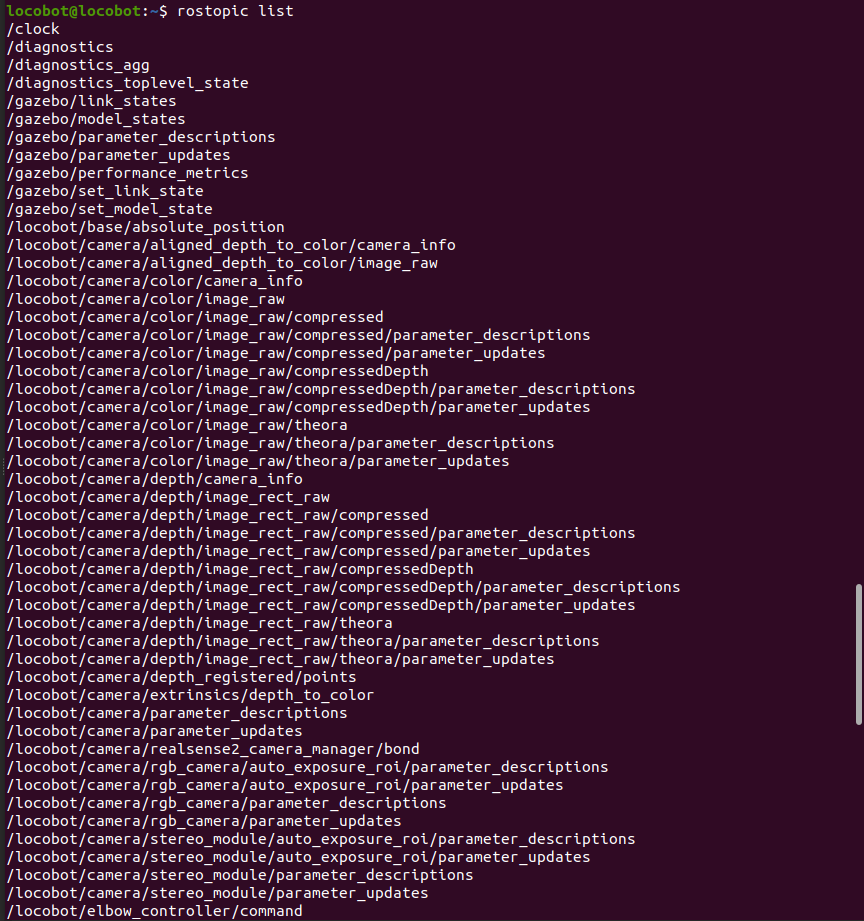 locobot@locobot:~$ rostopic list
/clock
/diagnostics
/diagnostics_agg
/diagnostics_toplevel_state
/gazebo/link_states
/gazebo/model_states
/gazebo/parameter_descriptions
/gazebo/parameter_updates
/gazebo/performance_metrics
/gazebo/set_link_state
/gazebo/set_model_state
/locobot/base/absolute_position
/locobot/camera/aligned_depth_to_color/camera_info
/locobot/camera/aligned_depth_to_color/image_raw
/locobot/camera/color/camera_info
/locobot/camera/color/image_raw
/locobot/camera/color/image_raw/compressed
/locobot/camera/color/image_raw/compressed/parameter_descriptions
/locobot/camera/color/image_raw/compressed/parameter_updates
/locobot/camera/color/image_raw/compressedDepth
/locobot/camera/color/image_raw/compressedDepth/parameter_descriptions
/locobot/camera/color/image_raw/compressedDepth/parameter_updates
/locobot/camera/color/image_raw/theora
/locobot/camera/color/image_raw/theora/parameter_descriptions
/locobot/camera/color/image_raw/theora/parameter_updates
/locobot/camera/depth/camera_info
/locobot/camera/depth/image_rect_raw
/locobot/camera/depth/image_rect_raw/compressed
/locobot/camera/depth/image_rect_raw/compressed/parameter_descriptions
/locobot/camera/depth/image_rect_raw/compressed/parameter_updates
/locobot/camera/depth/image_rect_raw/compressedDepth
/locobot/camera/depth/image_rect_raw/compressedDepth/parameter_descriptions
/locobot/camera/depth/image_rect_raw/compressedDepth/parameter_updates
/locobot/camera/depth/image_rect_raw/theora
/locobot/camera/depth/image_rect_raw/theora/parameter_descriptions
/locobot/camera/depth/image_rect_raw/theora/parameter_updates
/locobot/camera/depth_registered/points
/locobot/camera/extrinsics/depth_to_color
/locobot/camera/parameter_descriptions
/locobot/camera/parameter_updates
/locobot/camera/realsense2_camera_manager/bond
/locobot/camera/rgb_camera/auto_exposure_roi/parameter_descriptions
/locobot/camera/rgb_camera/auto_exposure_roi/parameter_updates
/locobot/camera/rgb_camera/parameter_descriptions
/locobot/camera/rgb_camera/parameter_updates
/locobot/camera/stereo_module/auto_exposure_roi/parameter_descriptions
/locobot/camera/stereo_module/auto_exposure_roi/parameter_updates
/locobot/camera/stereo_module/parameter_descriptions
/locobot/camera/stereo_module/parameter_updates
/locobot/elbow_controller/command